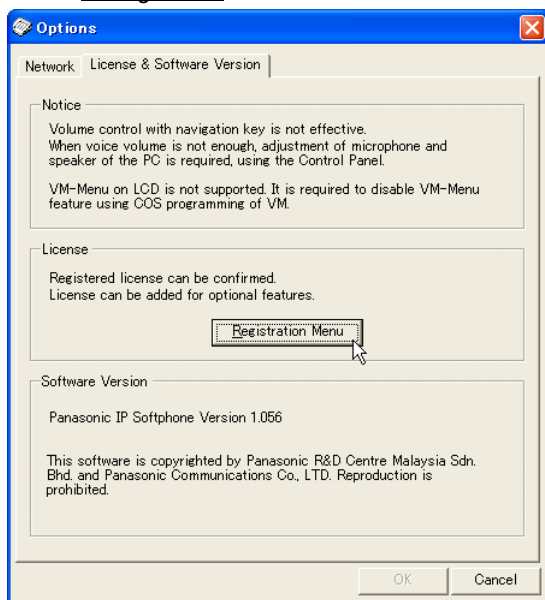 Options
Network License & Software Version
Notice
Volume control with navigation key is not effective.
When voice volume is not enough, adjustment of microphone and
speaker of the PC is required, using the Control Panel.
VM-Menu on LCD is not supported. It is required to disable VM-Menu
feature using COS programming of VM.
License
Registered license can be confirmed.
License can be added for optional features.
Registration Menu
Software Version
Panasonic IP Softphone Version 1.056
This software is copyrighted by Panasonic R&D Centre Malaysia Sdn.
Bhd. and Panasonic Communications Co., LTD. Reproduction is
prohibited.
OK Cancel